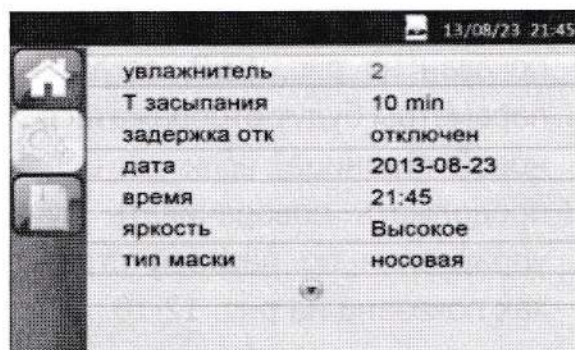 13/08/23 21:45
увлажнитель 2
Т засыпания 10 min
задержка отк отключен
дата 2013-08-23
время 21:45
яркость Высокое
тип маски носовая